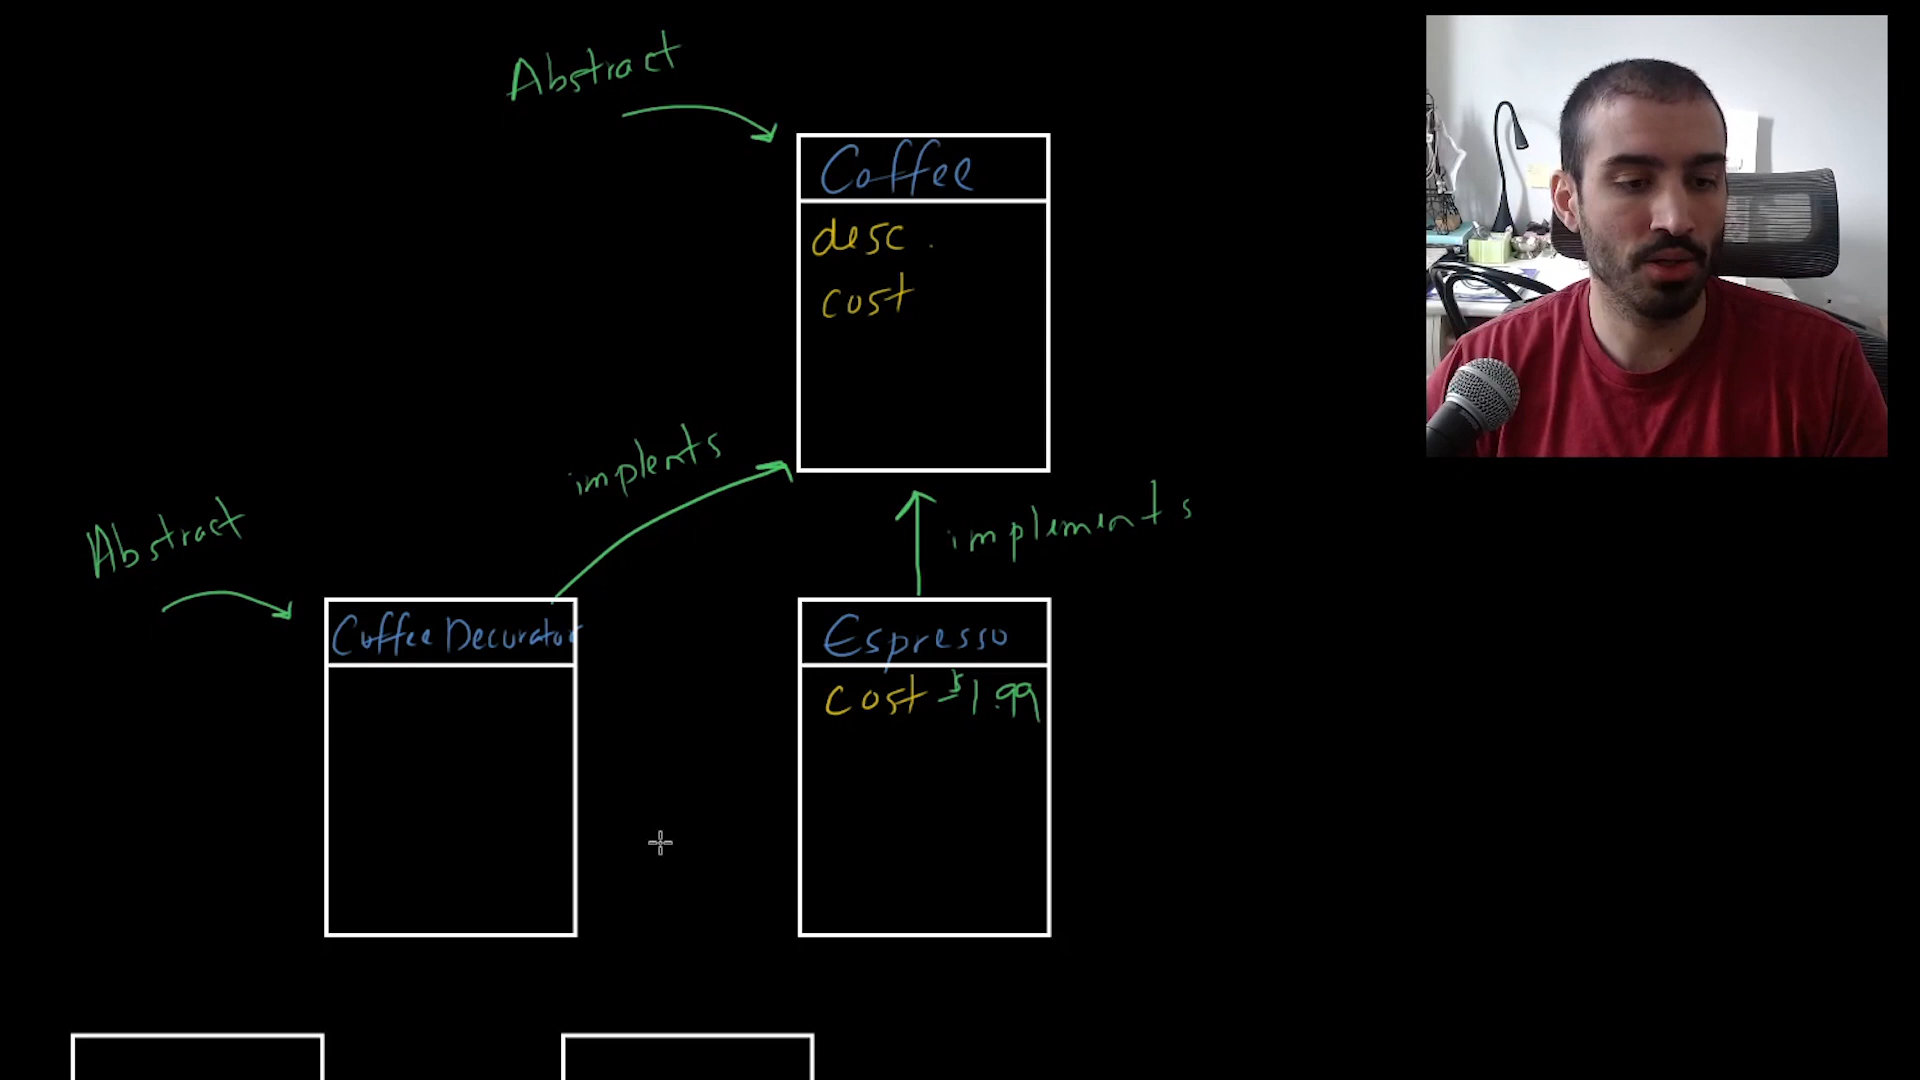 Abstract
Coffee
desc.
cost
implents
implements
Abstract
Coffee Decorator
Espresso
cost $1.99